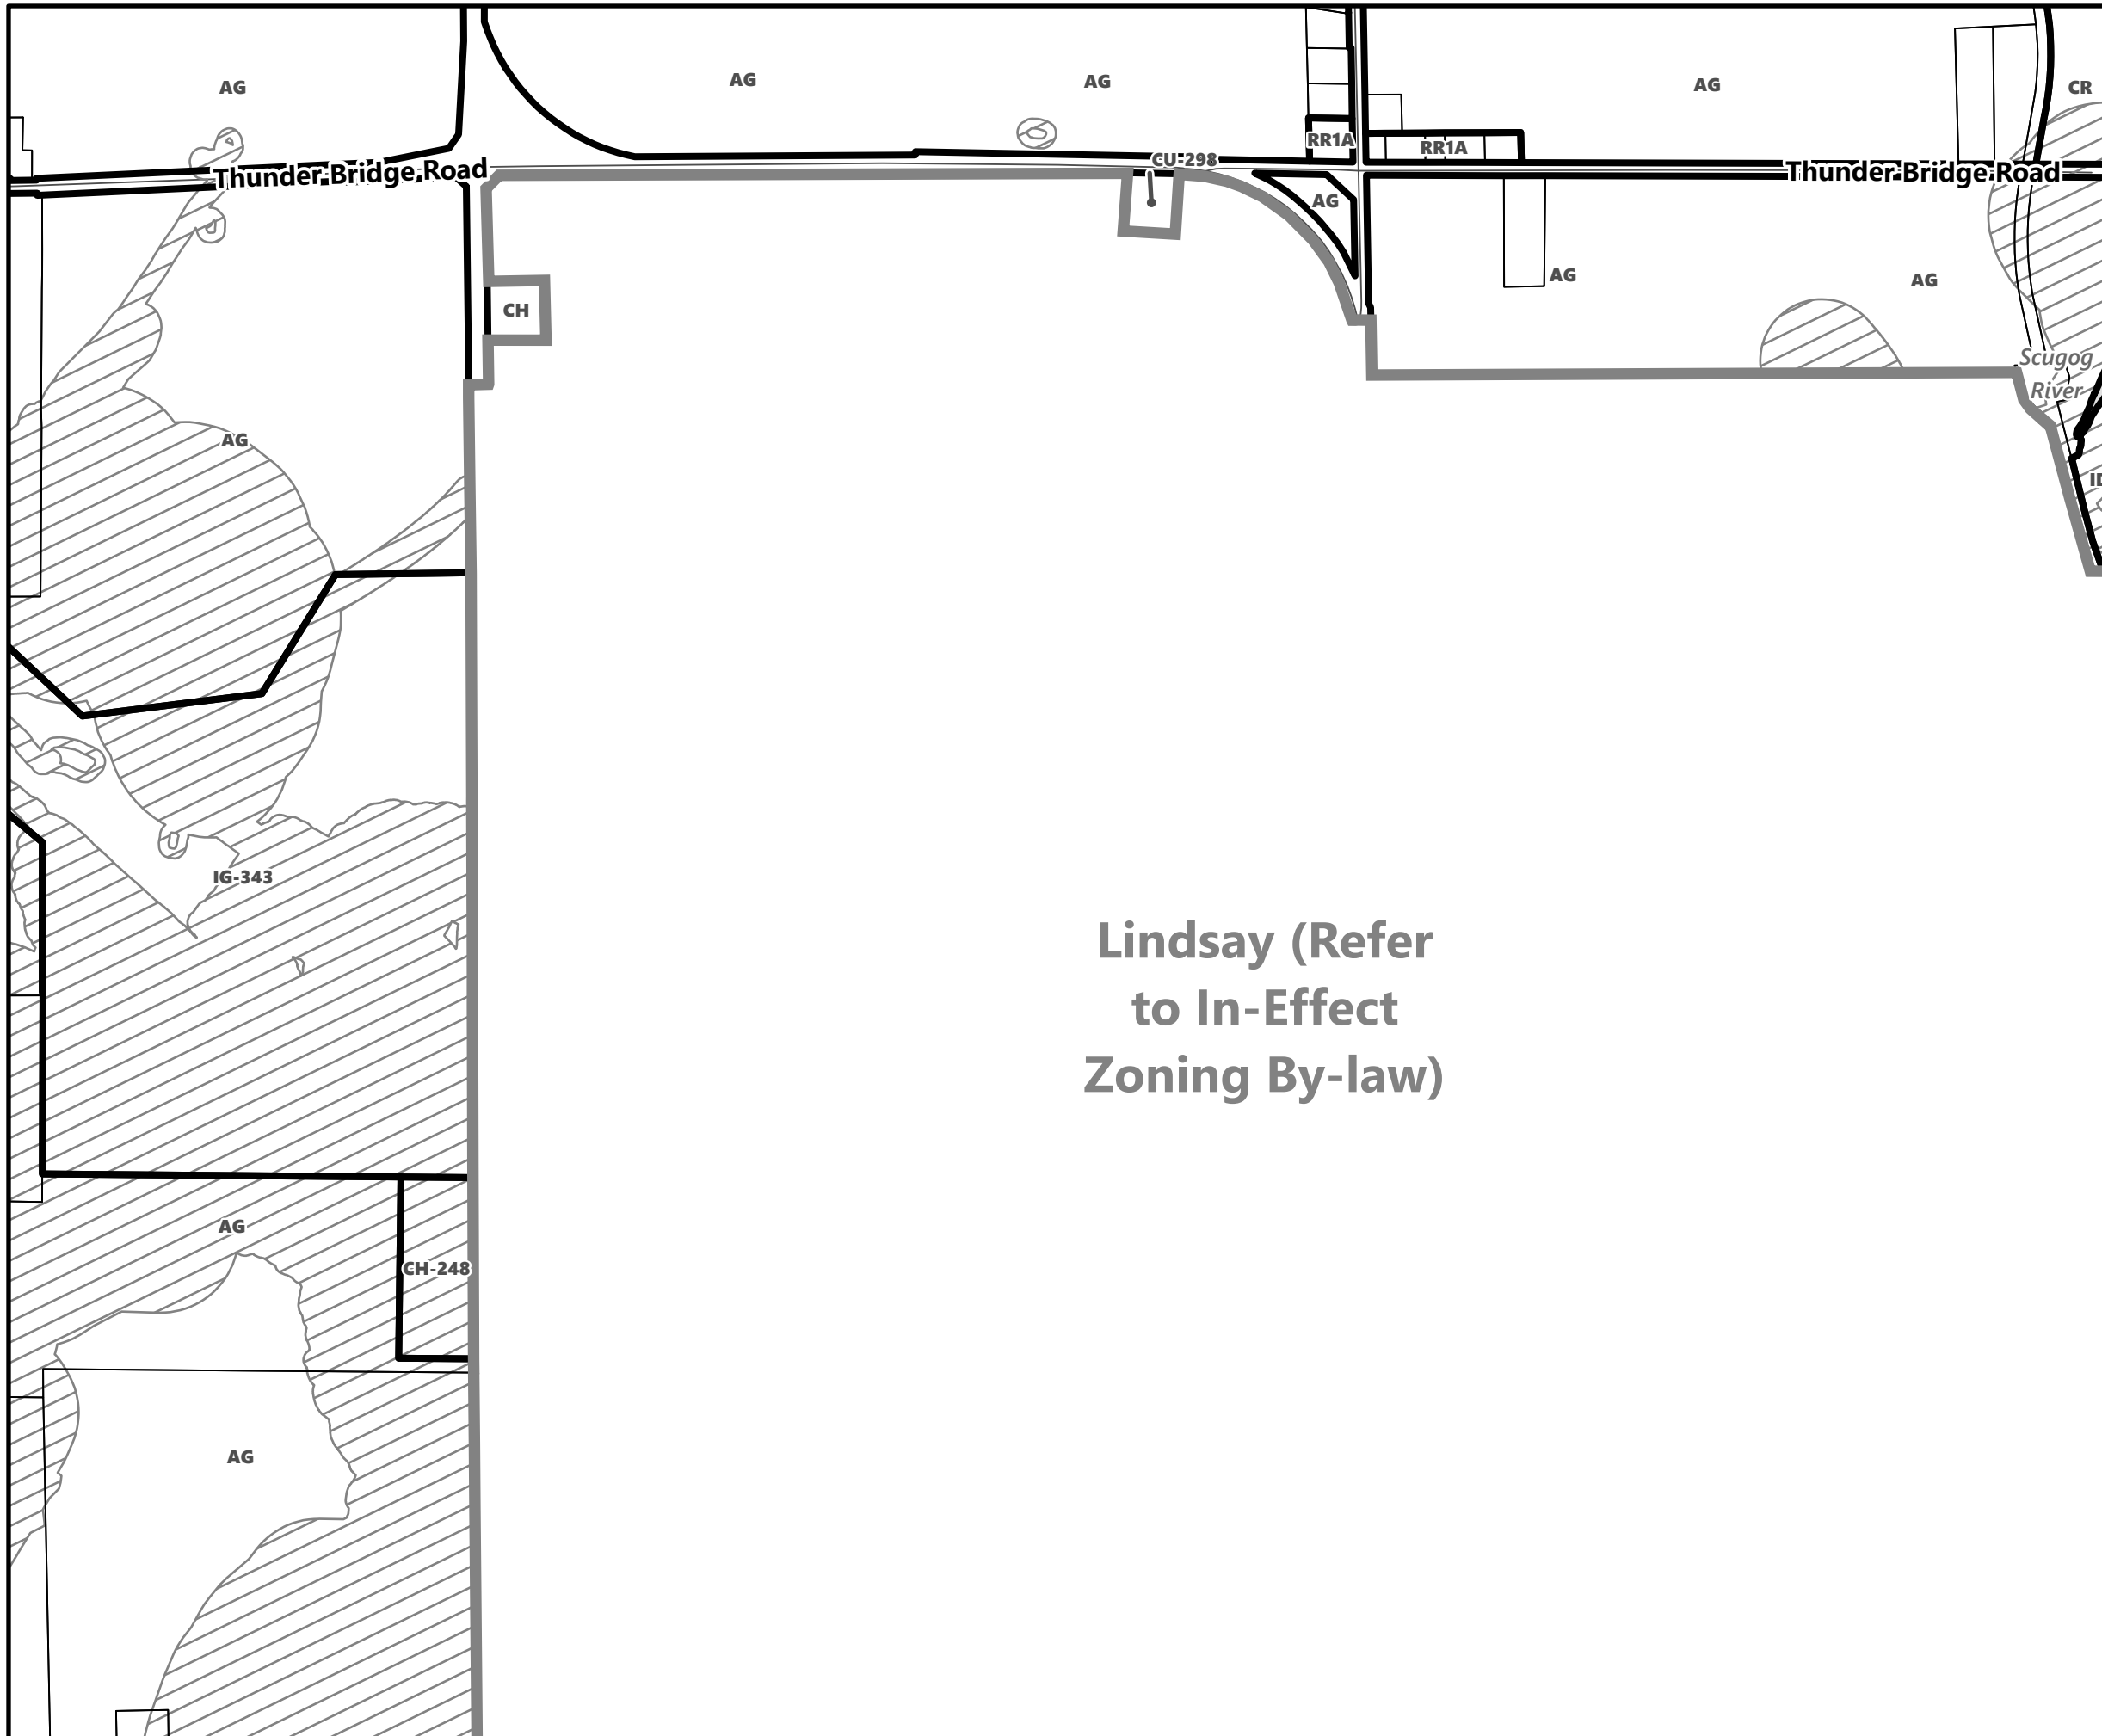 AG
AG
AG
AG
CR
RR1A
RR1A
CU-298
Thunder Bridge Road
Thunder Bridge Road
AG
AG
AG
CH
Scugog
River
AG
IG-343
Lindsay (Refer
to In-Effect
Zoning By-law)
AG
CH-248
AG